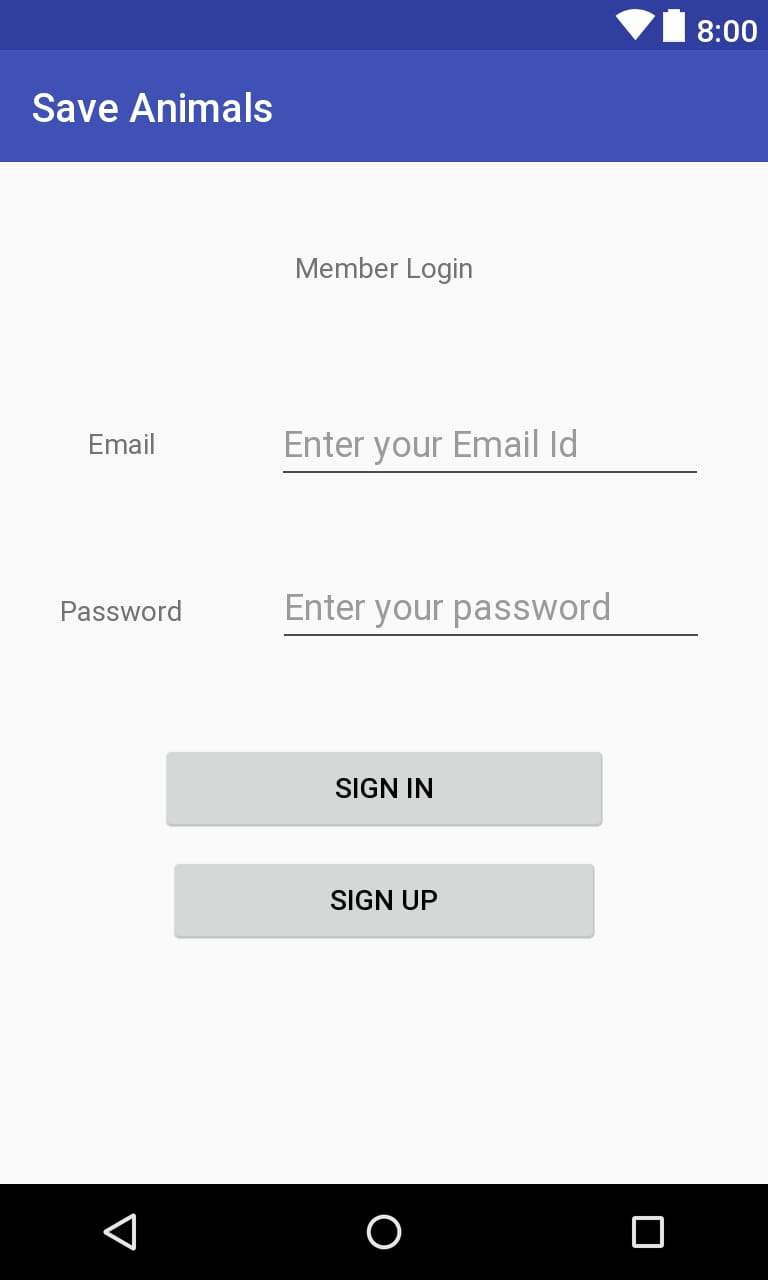 8:00
Save Animals
Member Login
Email
Enter your Email Id
Password
Enter your password
SIGN IN
SIGN UP